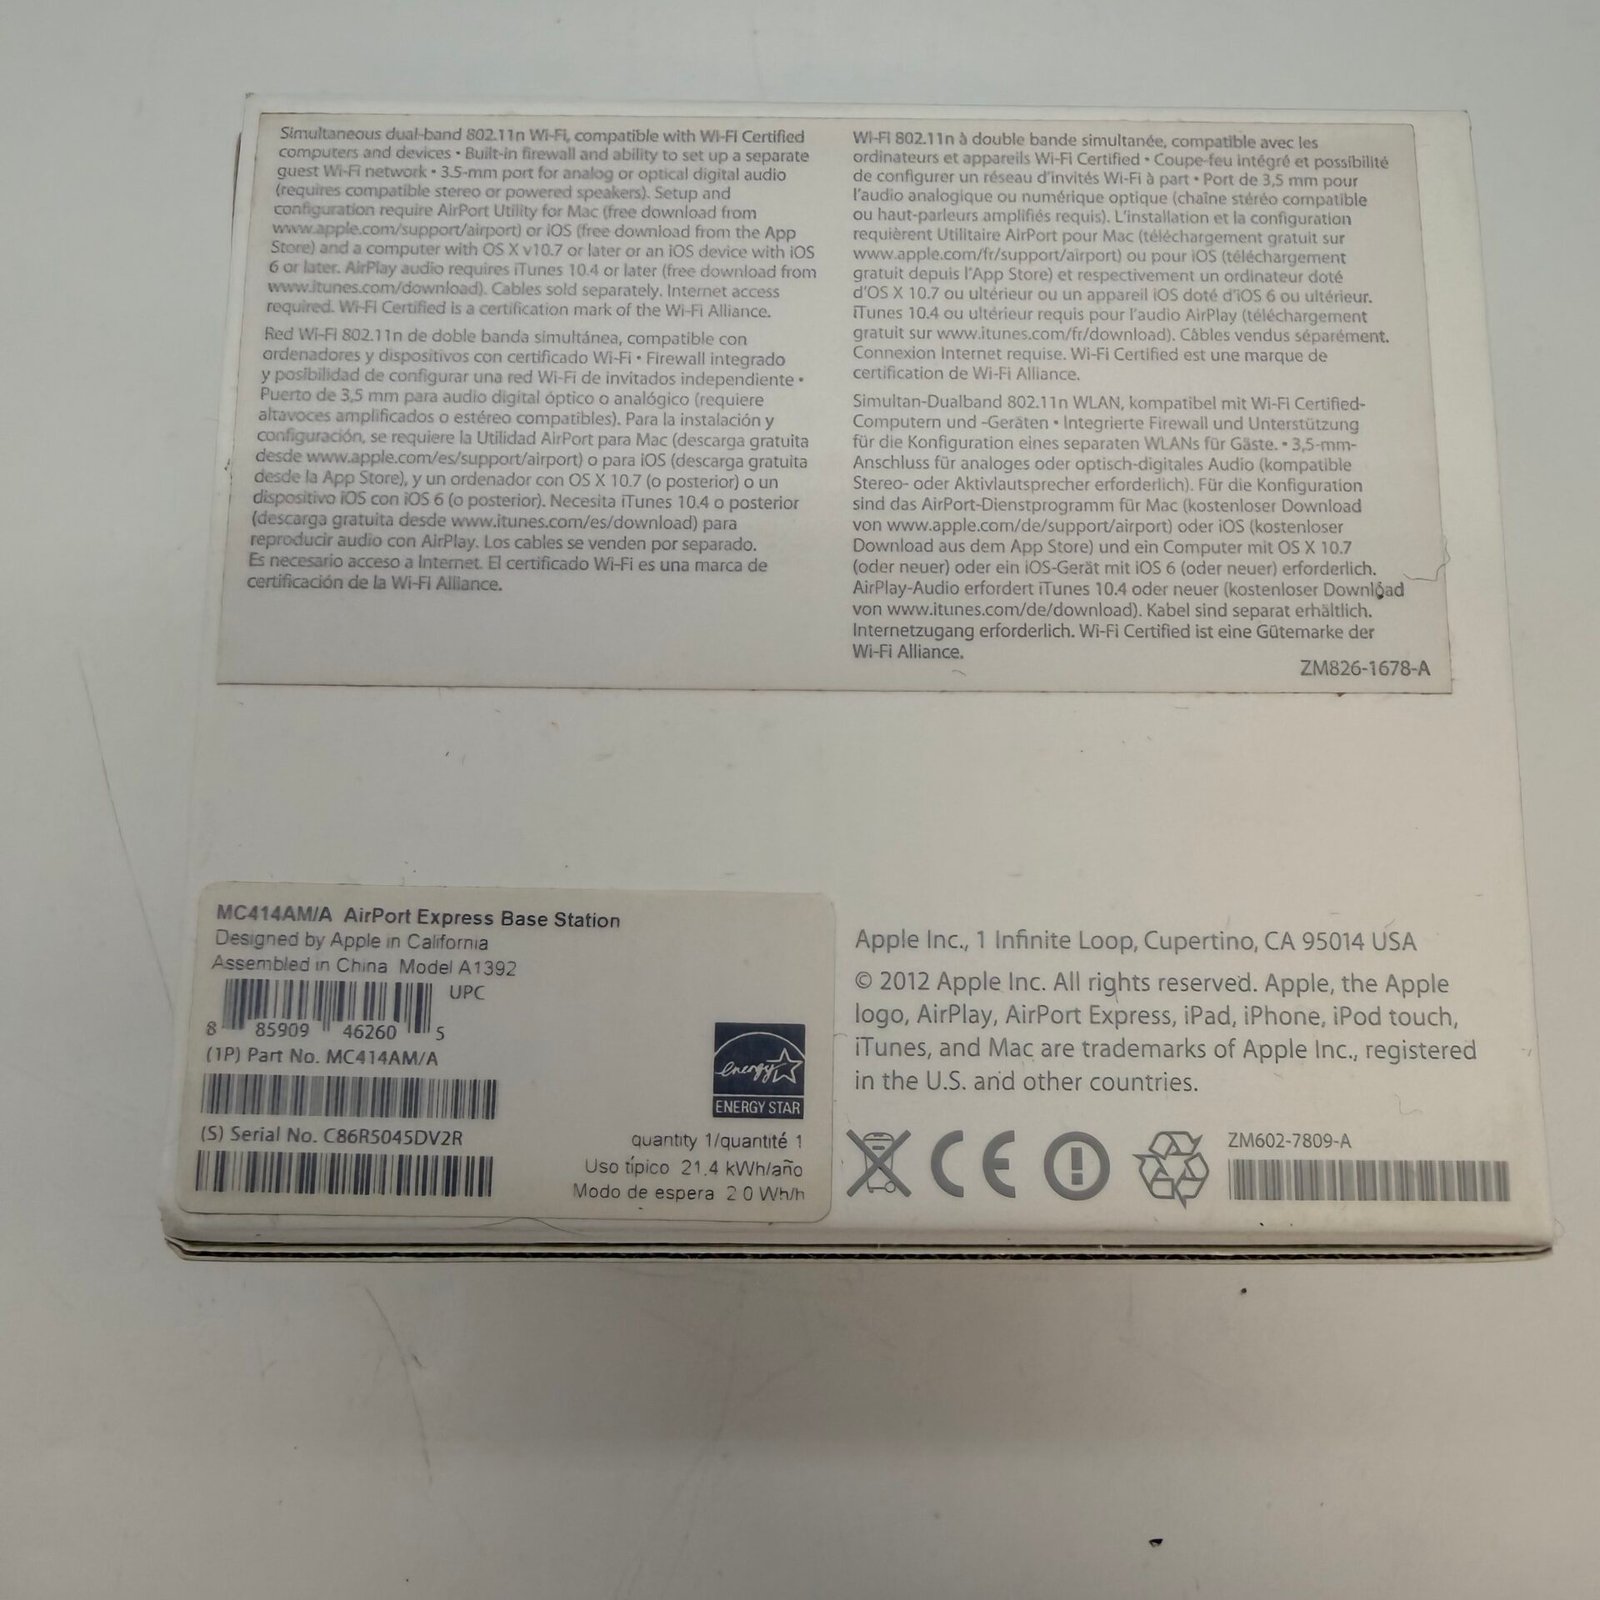 Simultaneous dual-band 802.11n Wi-Fi, compatible with Wi-Fi Certified
computers and devices • Built-in firewall and ability to set up a separate
guest Wi-Fi network • 3.5-mm port for analog or optical digital audio
(requires compatible stereo or powered speakers). Setup and
configuration require AirPort Utility for Mac (free download from
www.apple.com/support/airport) or iOS (free download from the App
Store) and a computer with OS X v10.7 or later or an iOS device with iOS
6 or later. AirPlay audio requires iTunes 10.4 or later (free download from
www.itunes.com/download). Cables sold separately. Internet access
required. Wi-Fi Certified is a certification mark of the Wi-Fi Alliance.
Red Wi-Fi 802.11n de doble banda simultánea, compatible con
ordenadores y dispositivos con certificado Wi-Fi • Firewall integrado
y posibilidad de configurar una red Wi-Fi de invitados independiente •
Puerto de 3,5 mm para audio digital óptico o analógico (requiere
altavoces amplificados o estéreo compatibles). Para la instalación y
configuración, se requiere la Utilidad AirPort para Mac (descarga gratuita
desde www.apple.com/es/support/airport) o para iOS (descarga gratuita
desde la App Store), y un ordenador con OS X 10.7 (o posterior) o un
dispositivo iOS con iOS 6 (o posterior). Necesita iTunes 10.4 o posterior
(descarga gratuita desde www.itunes.com/es/download) para
reproducir audio con AirPlay. Los cables se venden por separado.
Es necesario acceso a Internet. El certificado Wi-Fi es una marca de
certificación de la Wi-Fi Alliance.
Wi-Fi 802.11n à double bande simultanée, compatible avec les
ordinateurs et appareils Wi-Fi Certified • Coupe-feu intégré et possibilité
de configurer un réseau d'invités Wi-Fi à part • Port de 3,5 mm pour
l'audio analogique ou numérique optique (chaîne stéréo compatible
ou haut-parleurs amplifiés requis). L'installation et la configuration
requièrent Utilitaire AirPort pour Mac (téléchargement gratuit sur
www.apple.com/fr/support/airport) ou pour iOS (téléchargement
gratuit depuis l'App Store) et respectivement un ordinateur doté
d'OS X 10.7 ou ultérieur ou un appareil iOS doté d'iOS 6 ou ultérieur.
iTunes 10.4 ou ultérieur requis pour l'audio AirPlay (téléchargement
gratuit sur www.itunes.com/fr/download). Câbles vendus séparément.
Connexion Internet requise. Wi-Fi Certified est une marque de
certification de Wi-Fi Alliance.
Simultan-Dualband 802.11n WLAN, kompatibel mit Wi-Fi Certified-
Computern und -Geräten • Integrierte Firewall und Unterstützung
für die Konfiguration eines separaten WLANs für Gäste. • 3,5-mm-
Anschluss für analoges oder optisch-digitales Audio (kompatible
Stereo- oder Aktivlautsprecher erforderlich). Für die Konfiguration
sind das AirPort-Dienstprogramm für Mac (kostenloser Download
von www.apple.com/de/support/airport) oder iOS (kostenloser
Download aus dem App Store) und ein Computer mit OS X 10.7
(oder neuer) oder ein iOS-Gerät mit iOS 6 (oder neuer) erforderlich.
AirPlay-Audio erfordert iTunes 10.4 oder neuer (kostenloser Download
von www.itunes.com/de/download). Kabel sind separat erhältlich.
Internetzugang erforderlich. Wi-Fi Certified ist eine Gütemarke der
Wi-Fi Alliance.
ZM826-1678-A
MC414AM/A AirPort Express Base Station
Designed by Apple in California
Assembled in China Model A1392
UPC
8 85909 46260 5
(1P) Part No. MC414AM/A
(S) Serial No. C86R5045DV2R
energy
ENERGY STAR
quantity 1/quantité 1
Uso típico 21.4 kWh/año
Modo de espera 2 0 Wh/h
Apple Inc., 1 Infinite Loop, Cupertino, CA 95014 USA
© 2012 Apple Inc. All rights reserved. Apple, the Apple
logo, AirPlay, AirPort Express, iPad, iPhone, iPod touch,
iTunes, and Mac are trademarks of Apple Inc., registered
in the U.S. and other countries.
CE
ZM602-7809-A